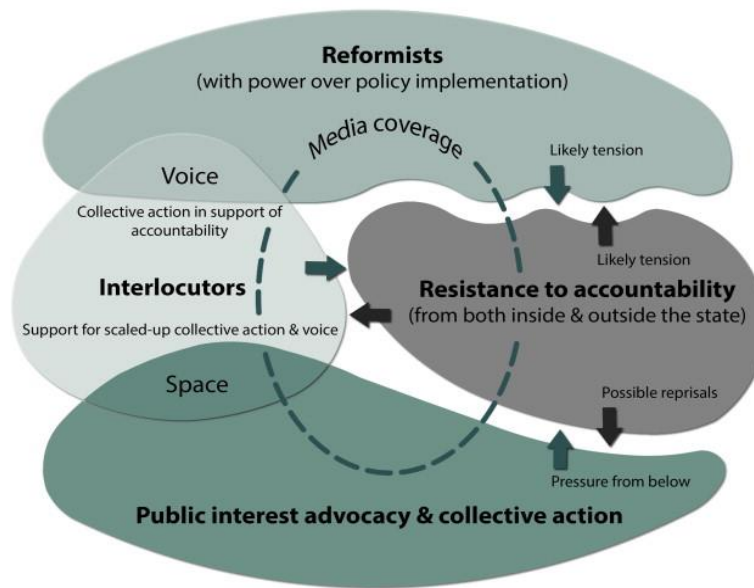 Reformists
(with power over policy implementation)
Media coverage
Likely tension
Voice
Collective action in support of
accountability
Likely tension
Interlocutors
Resistance to accountability
(from both inside & outside the state)
Support for scaled-up collective action & voice
Space
Possible reprisals
Pressure from below
Public interest advocacy & collective action